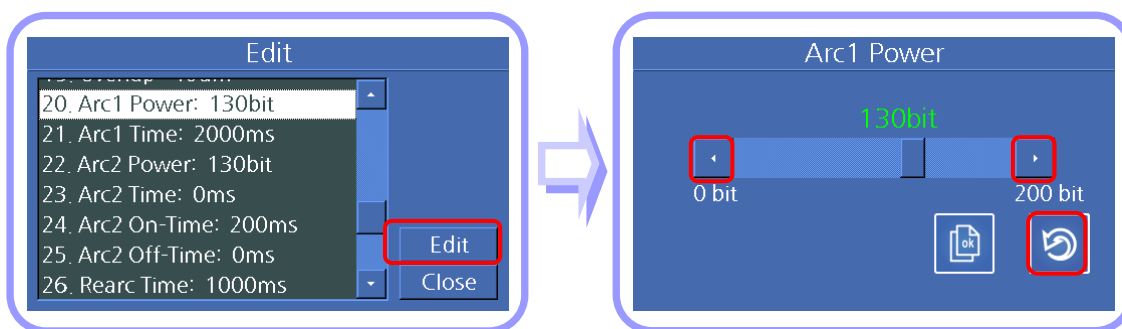 Edit
20. Arc1 Power: 130bit
21. Arc1 Time: 2000ms
22. Arc2 Power: 130bit
23. Arc2 Time: 0ms
24. Arc2 On-Time: 200ms
25. Arc2 Off-Time: 0ms
26. Rearc Time: 1000ms
Edit
Close
Arc1 Power
130bit
0 bit
200 bit
ok